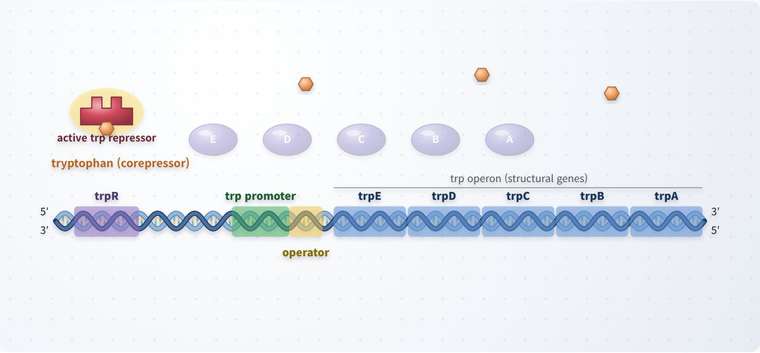 E
D
C
B
A
active trp repressor
tryptophan (corepressor)
trp operon (structural genes)
trpR
trp promoter
trpE
trpD
trpC
trpB
trpA
5'
3'
3'
5'
operator